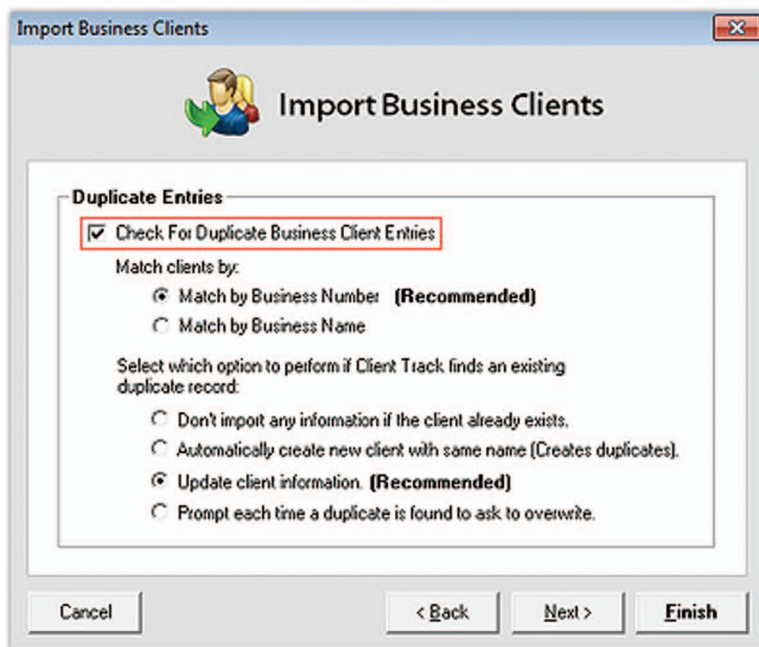 Import Business Clients
Import Business Clients
Duplicate Entries
Check For Duplicate Business Client Entries
Match clients by:
Match by Business Number (Recommended)
Match by Business Name
Select which option to perform if Client Track finds an existing
duplicate record:
Don't import any information if the client already exists.
Automatically create new client with same name (Creates duplicates).
Update client information. (Recommended)
Prompt each time a duplicate is found to ask to overwrite.
Cancel < Back Next > Finish